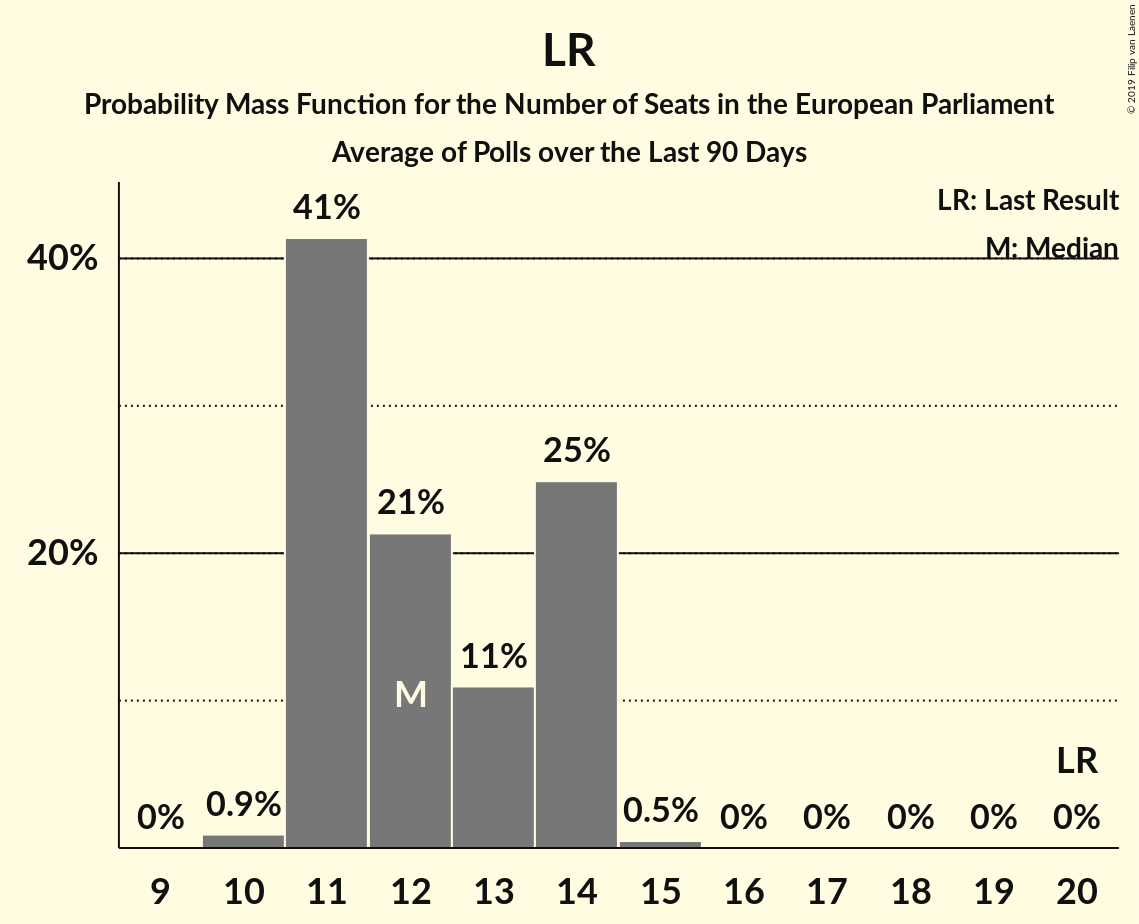 LR
Probability Mass Function for the Number of Seats in the European Parliament
Average of Polls over the Last 90 Days
© 2019 Filip van Laenen
LR: Last Result
M: Median
40%
20%
0%
0.9%
41%
21%
M
11%
25%
0.5%
0%
0%
0%
0%
LR
0%
9 10 11 12 13 14 15 16 17 18 19 20